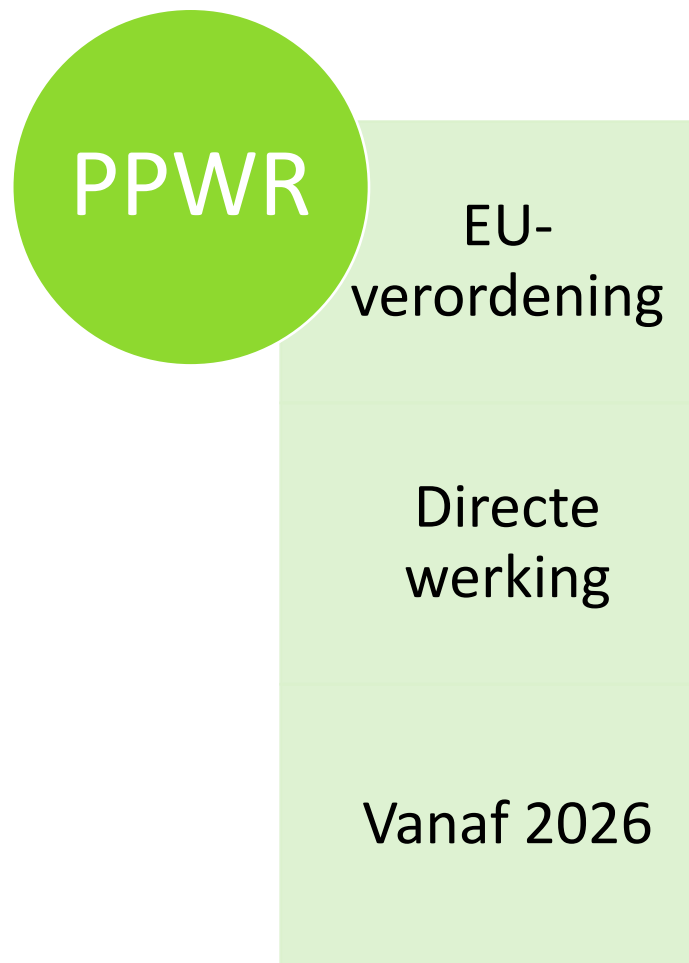 PPWR
EU-
verordening
Directe
werking
Vanaf 2026